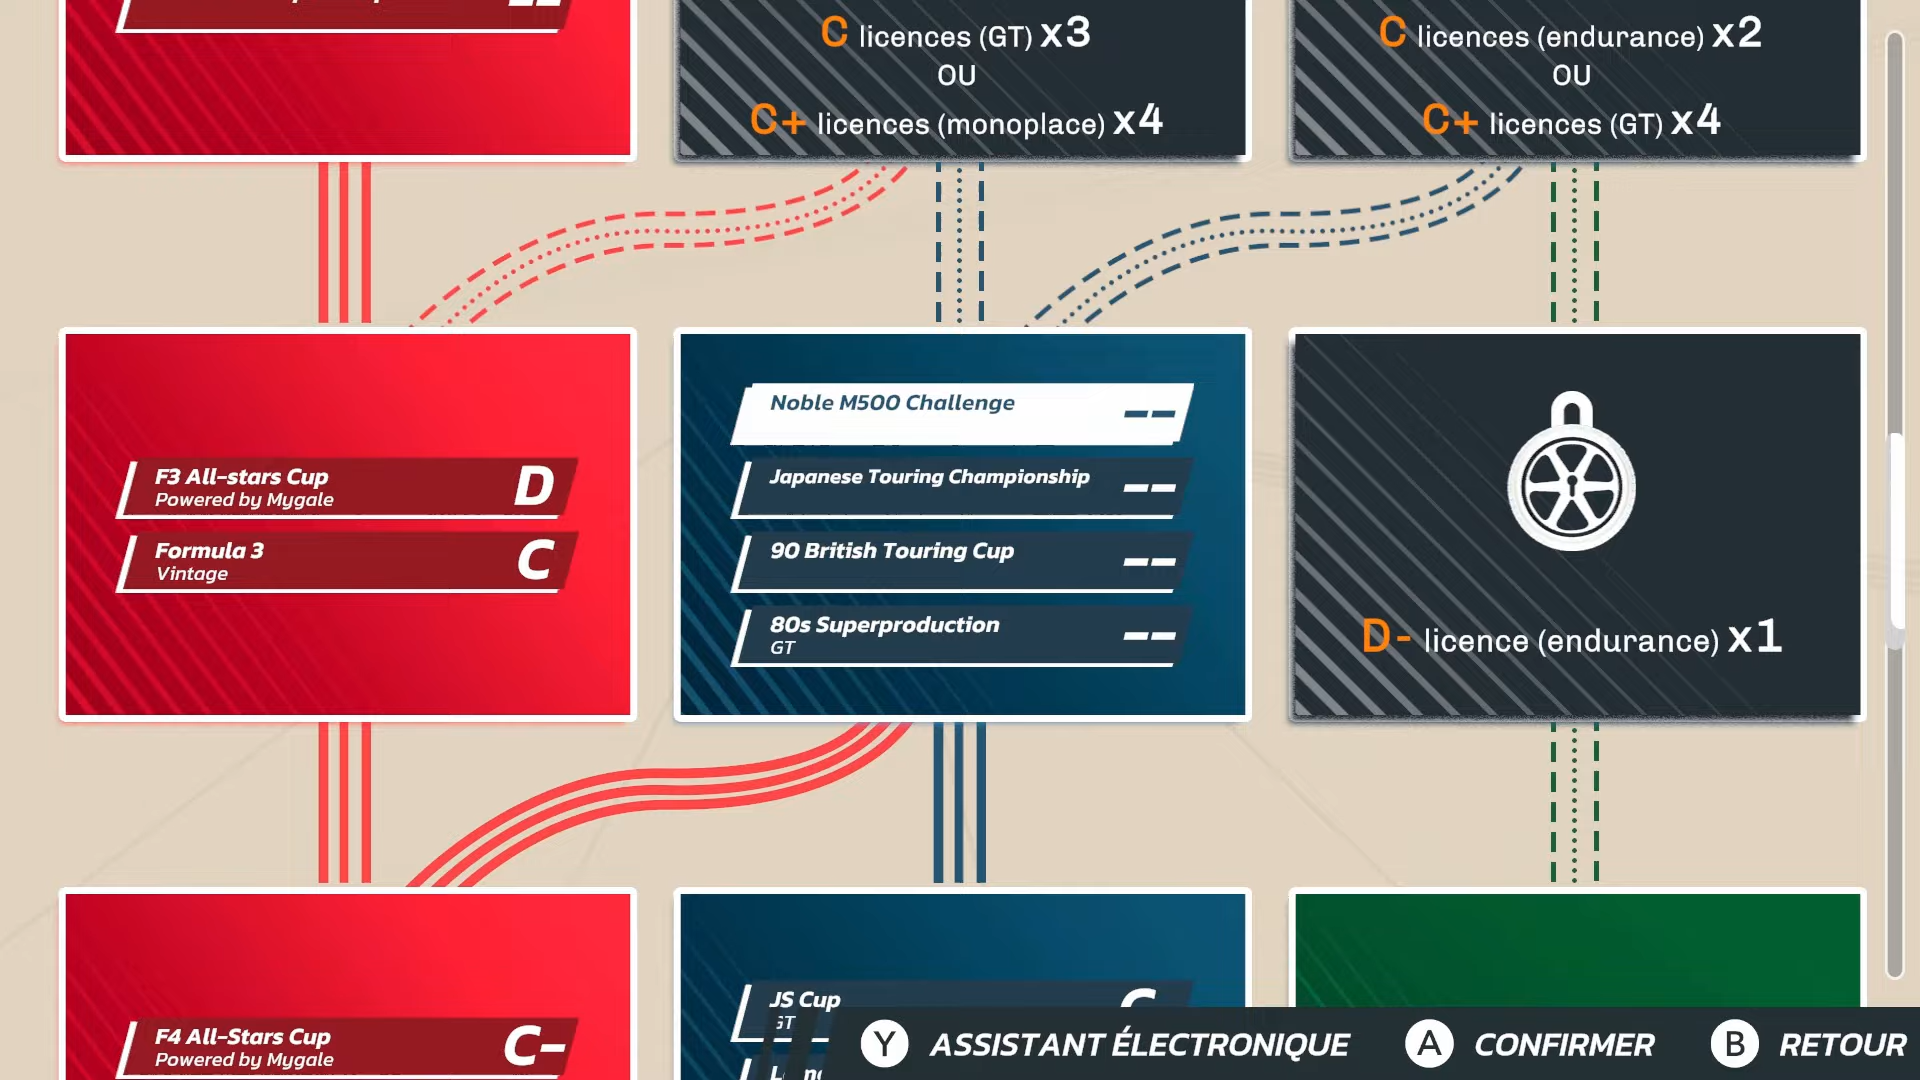 C licences (GT) x3
OU
C+ licences (monoplace) x4
C licences (endurance) x2
OU
C+ licences (GT) x4
F3 All-stars Cup
Powered by Mygale
D
Formula 3
Vintage
C
Noble M500 Challenge
--
Japanese Touring Championship
--
90 British Touring Cup
--
80s Superproduction
GT
--
D- licence (endurance) x1
F4 All-Stars Cup
Powered by Mygale
C-
JS Cup
GT
Y ASSISTANT ÉLECTRONIQUE
A CONFIRMER
B RETOUR